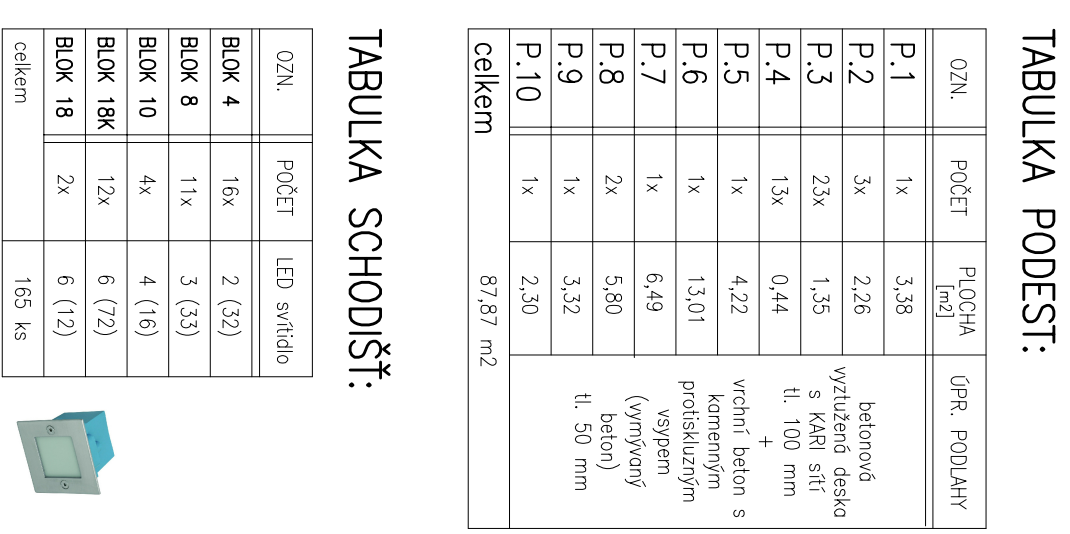 TABULKA PODEST:
OZN. POČET PLOCHA [m2] ÚPR. PODLAHY
P.1 1x 3,38
P.2 3x 2,26
P.3 23x 1,35
P.4 13x 0,44
P.5 1x 4,22
P.6 1x 13,01
P.7 1x 6,49
P.8 2x 5,80
P.9 1x 3,32
P.10 1x 2,30
celkem 87,87 m2
betonová
vyztužená deska
s KARI sítí
tl. 100 mm
+
vrchní beton s
kamenným
protiskluzným
vsypem
(vymývaný
beton)
tl. 50 mm
TABULKA SCHODIŠŤ:
OZN. POČET LED svítidlo
BLOK 4 16x 2 (32)
BLOK 8 11x 3 (33)
BLOK 10 4x 4 (16)
BLOK 18K 12x 6 (72)
BLOK 18 2x 6 (12)
celkem 165 ks